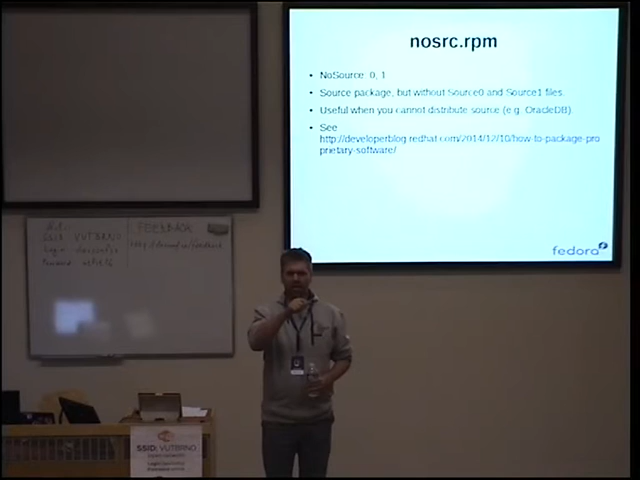 nosrc.rpm
• NoSource: 0, 1
• Source package, but without Source0 and Source1 files.
• Useful when you cannot distribute source (e.g. OracleDB)
• See
http://developerblog.redhat.com/2014/12/10/how-to-package-pro
prietary-software/
fedora
SSID VUTBRNO
FEEDBACK
SSID: VUTBRNO